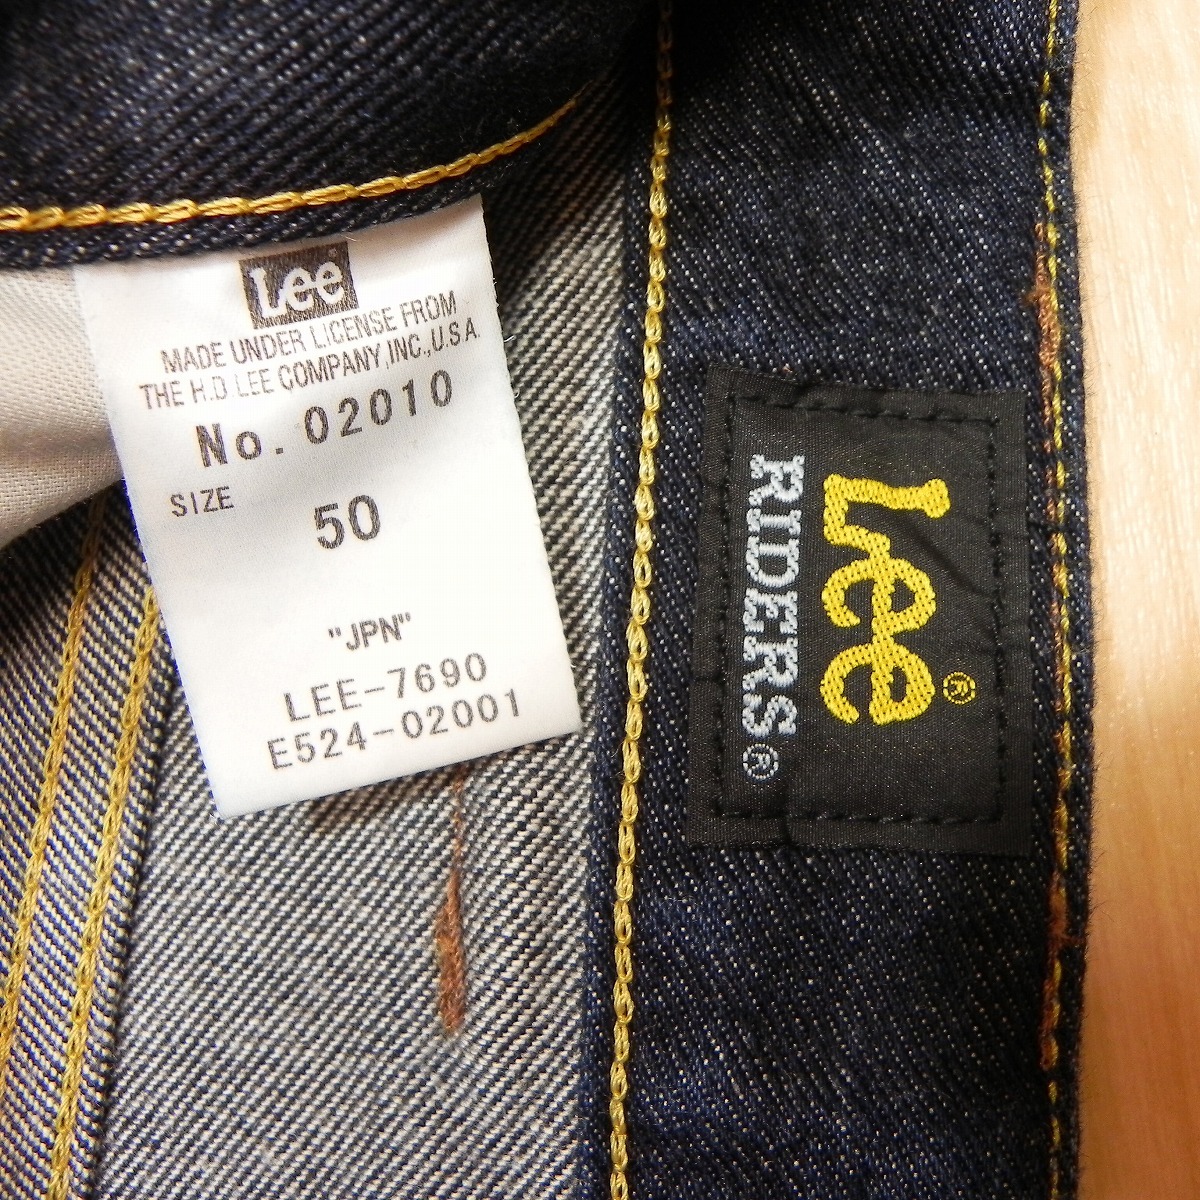 Lee
MADE UNDER LICENSE FROM
THE H.D. LEE COMPANY, INC., U.S.A.
No. 02010
SIZE
50
"JPN"
LEE-7690
E524-02001
Lee®
RIDERS®